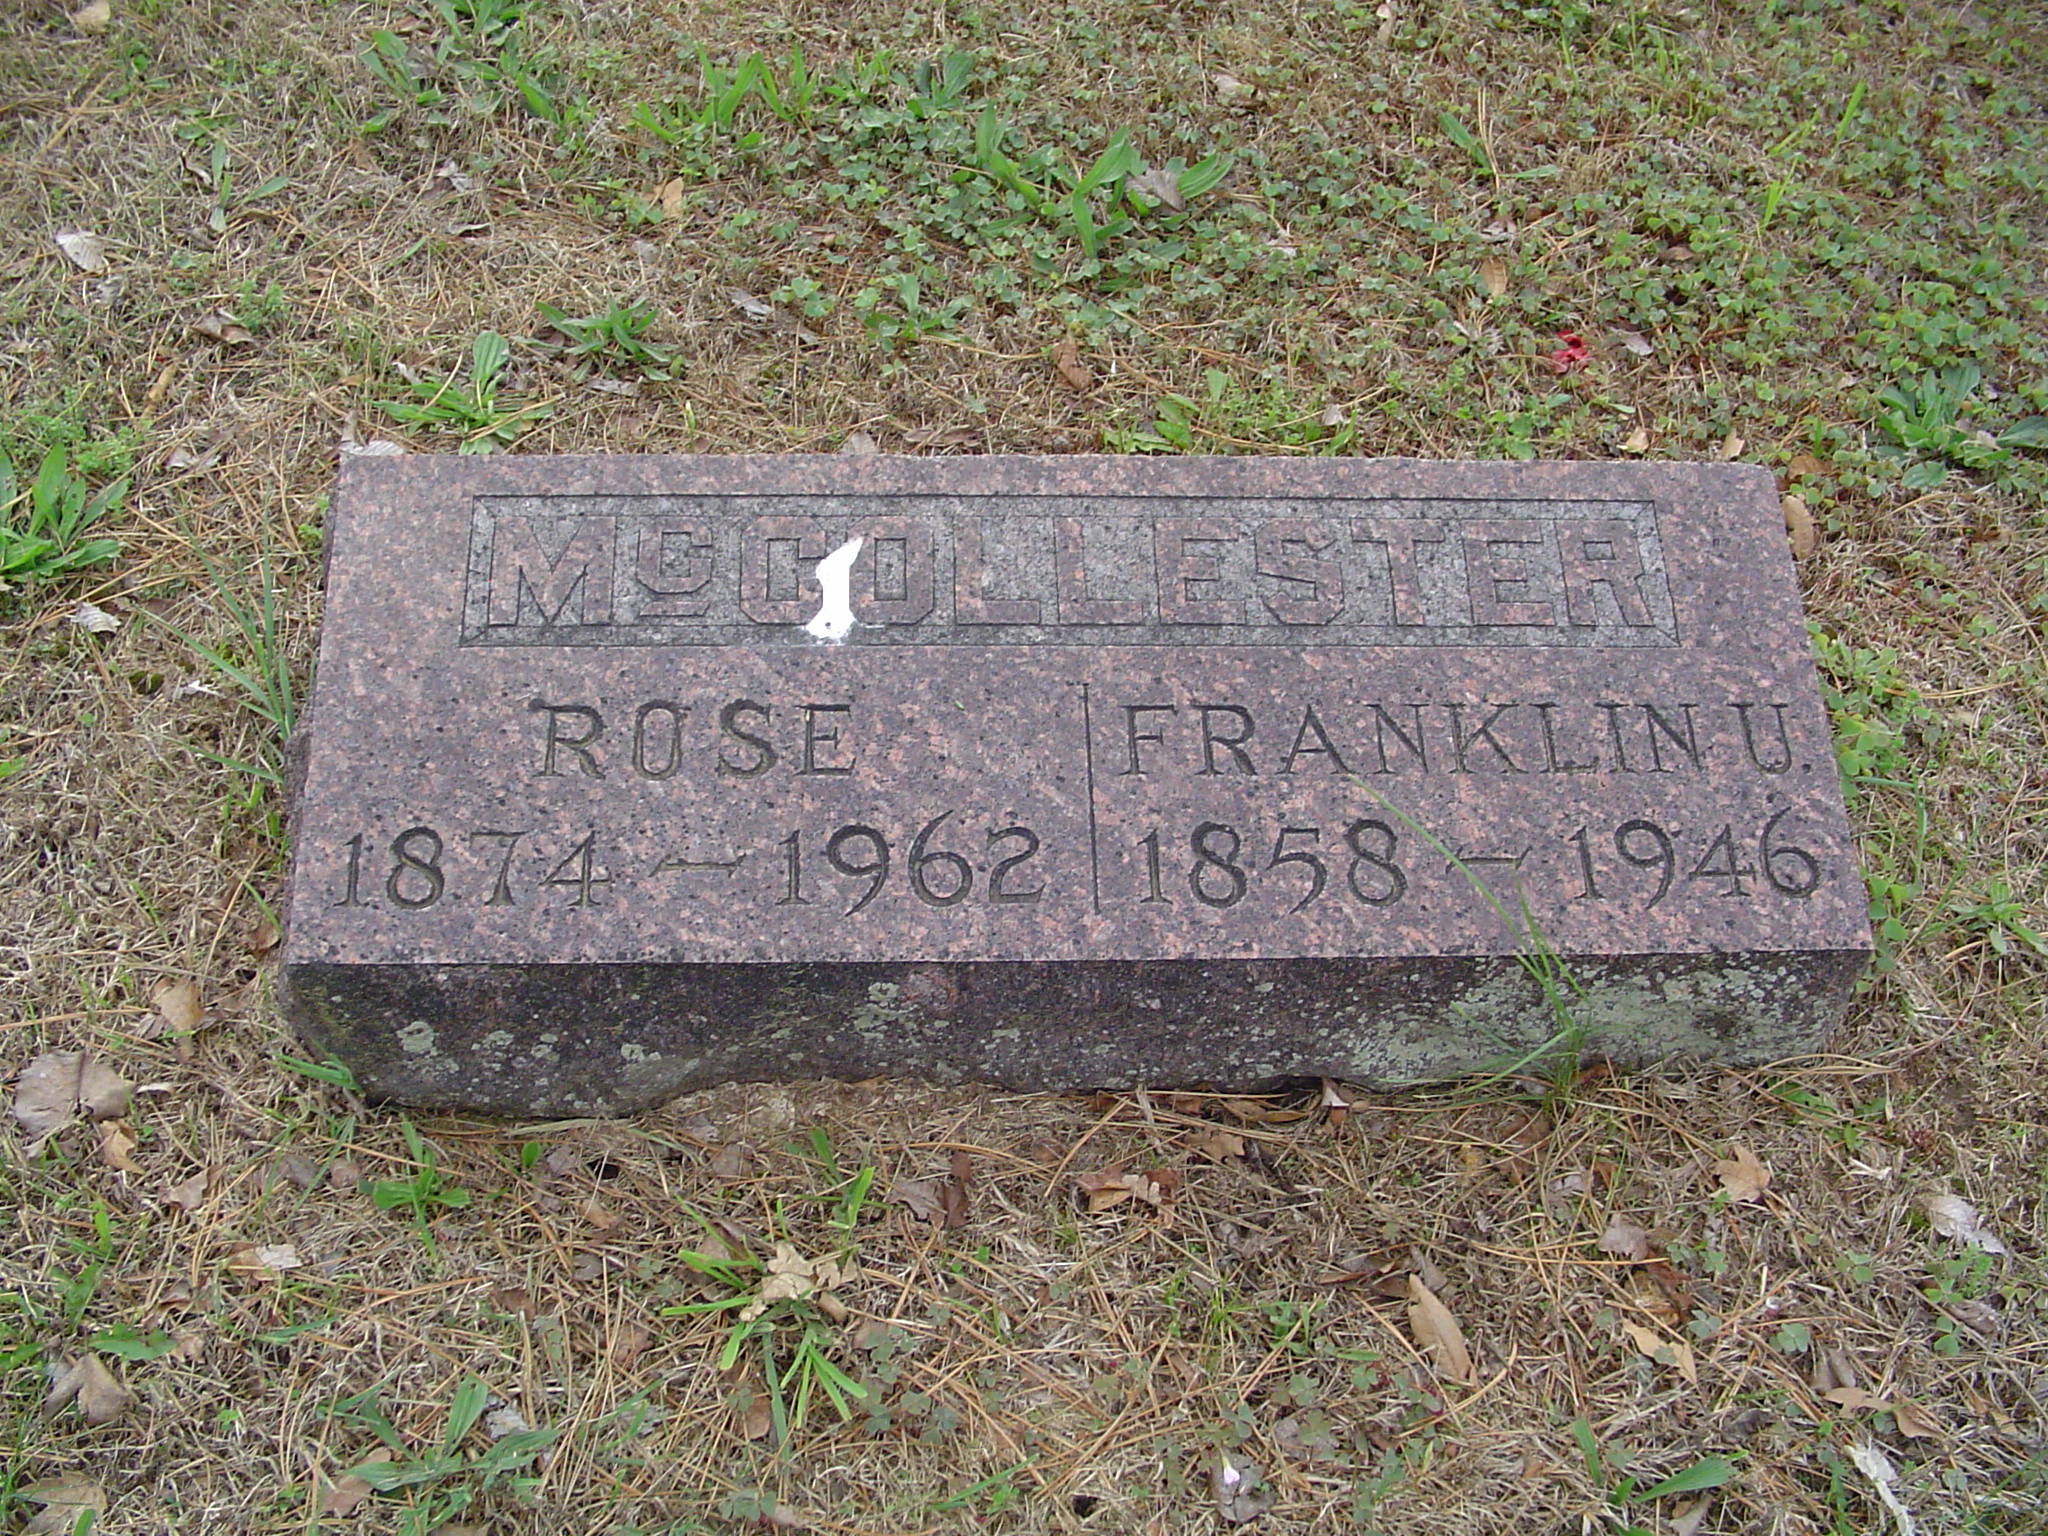 McCOLLESTER
ROSE
1874 – 1962
FRANKLIN U.
1858 – 1946